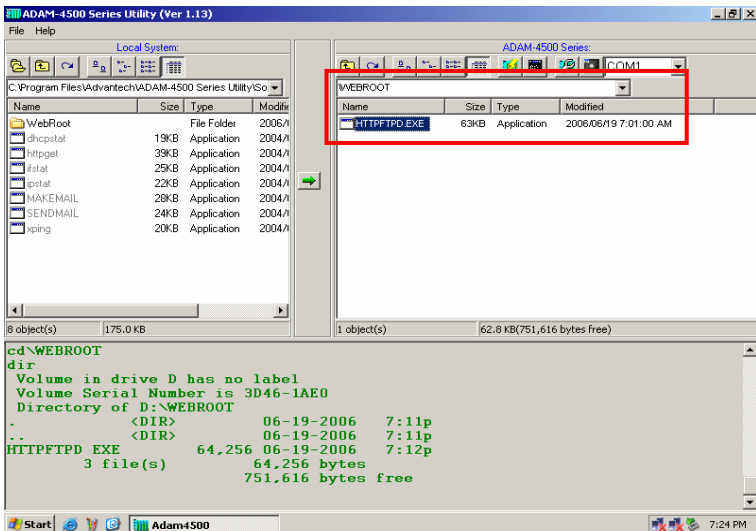 ADAM-4500 Series Utility (Ver 1.13)
File Help
Local System:
ADAM-4500 Series:
COM1
C:\Program Files\Advantech\ADAM-4500 Series Utility\So
\WEBROOT
Name Size Type Modifie
WebRoot File Folder 2006/
dhcpstat 19KB Application 2004/
httpget 39KB Application 2004/
ifstat 25KB Application 2004/
ipstat 22KB Application 2004/
MAKEMAIL 28KB Application 2004/
SENDMAIL 24KB Application 2004/
xping 20KB Application 2004/
8 object(s) 175.0 KB
Name Size Type Modified
HTTPFTPD.EXE 63KB Application 2006/06/19 7:01:00 AM
1 object(s) 62.8 KB(751,616 bytes free)
cd\WEBROOT
dir
Volume in drive D has no label
Volume Serial Number is 3D46-1AE0
Directory of D:\WEBROOT
. <DIR> 06-19-2006 7:11p
.. <DIR> 06-19-2006 7:11p
HTTPFTPD EXE 64,256 06-19-2006 7:12p
3 file(s) 64,256 bytes
751,616 bytes free
Start Adam4500 7:24 PM